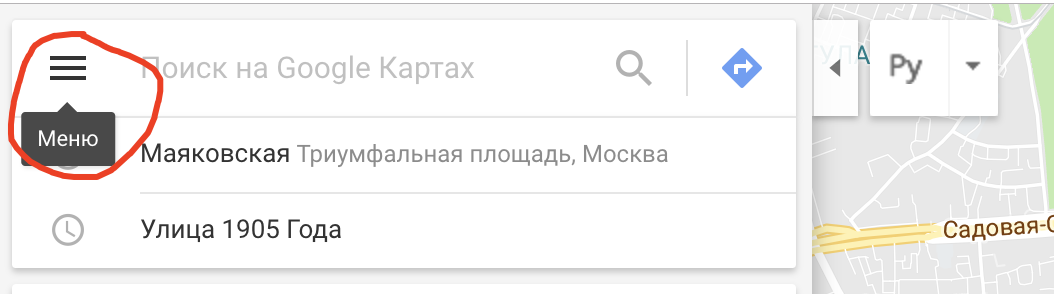 Поиск на Google Картах
Меню
Маяковская Триумфальная площадь, Москва
Улица 1905 Года
Ру
Садовая-